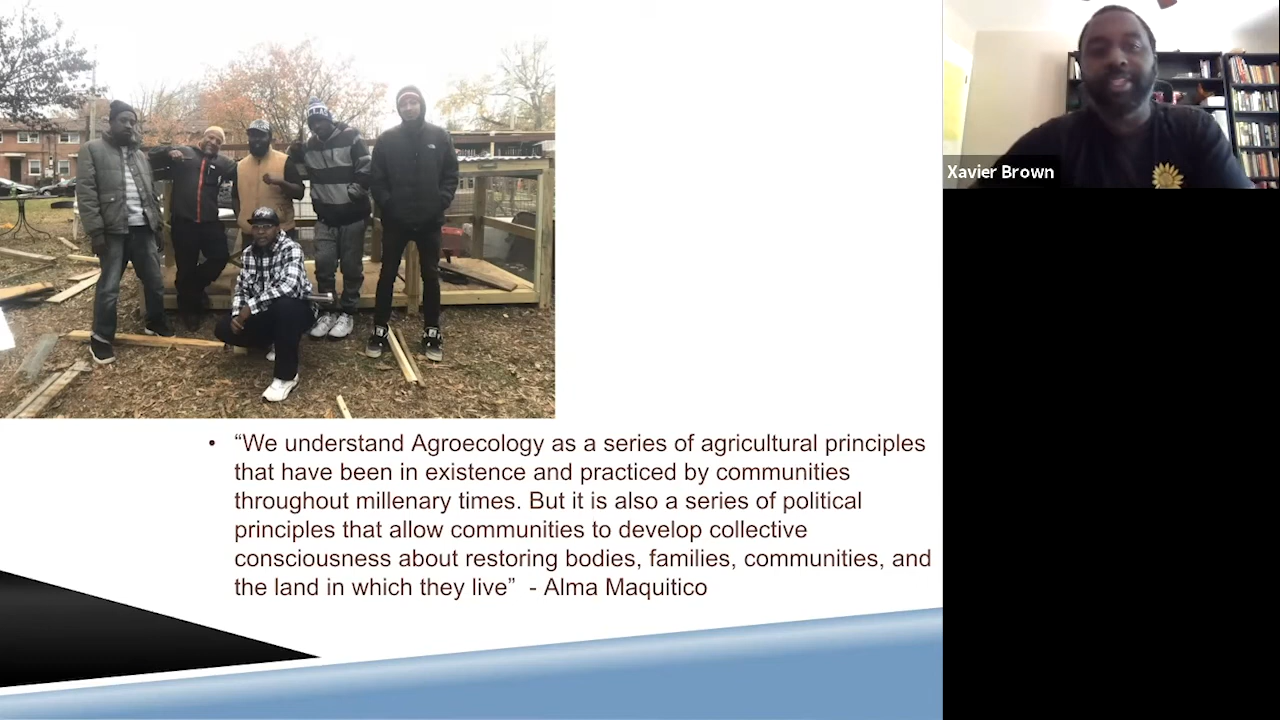 Xavier Brown
• “We understand Agroecology as a series of agricultural principles
that have been in existence and practiced by communities
throughout millenary times. But it is also a series of political
principles that allow communities to develop collective
consciousness about restoring bodies, families, communities, and
the land in which they live” - Alma Maquitico